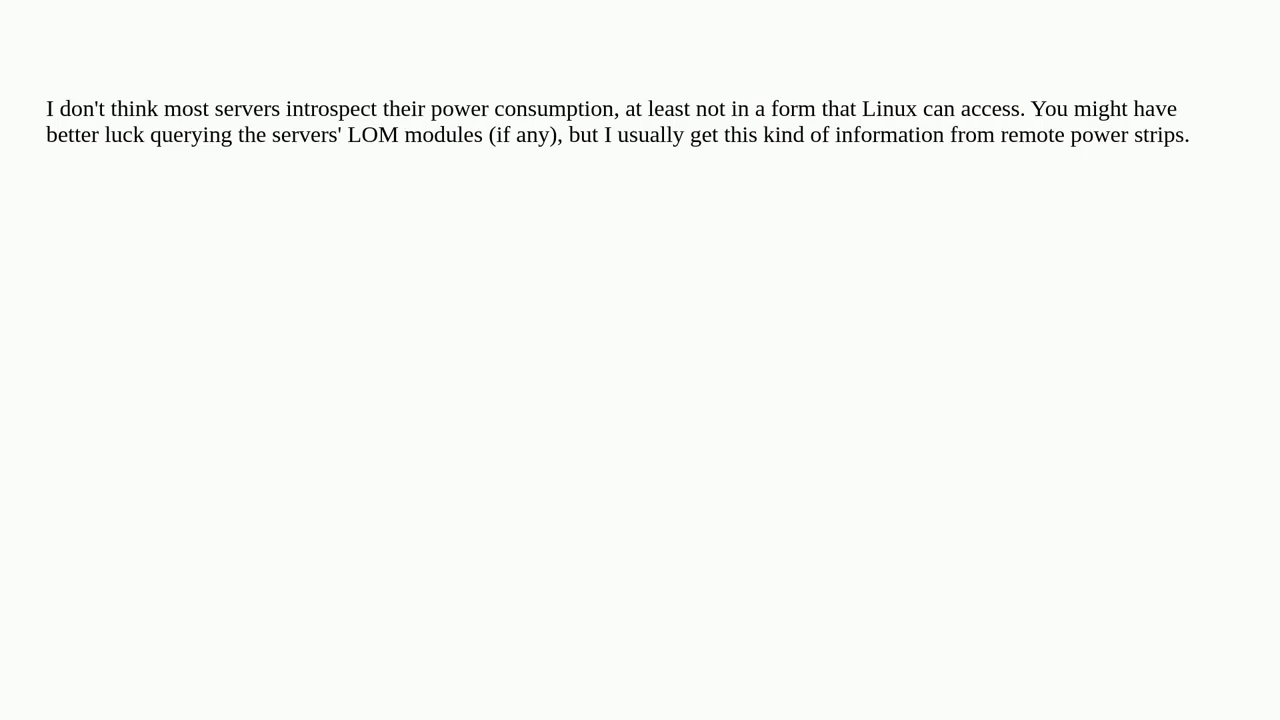 I don't think most servers introspect their power consumption, at least not in a form that Linux can access. You might have
better luck querying the servers' LOM modules (if any), but I usually get this kind of information from remote power strips.